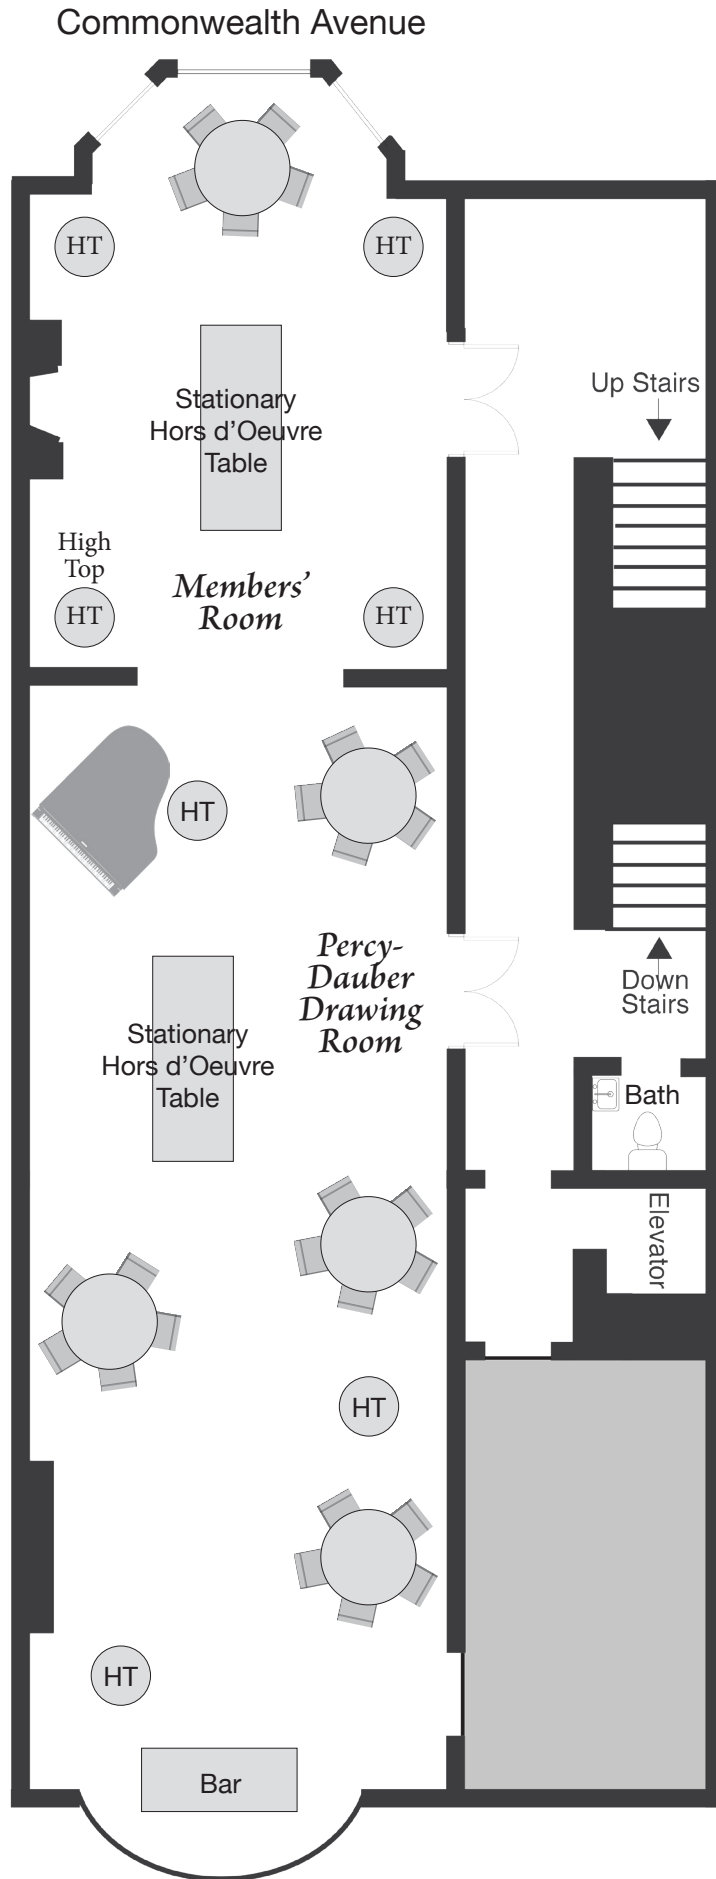 Commonwealth Avenue
HT
HT
Up Stairs
Stationary
Hors d’Oeuvre
Table
High
Top
HT
Members’
Room
HT
HT
Percy-
Dauber
Drawing
Room
Down
Stairs
Stationary
Hors d’Oeuvre
Table
Bath
Elevator
HT
HT
Bar